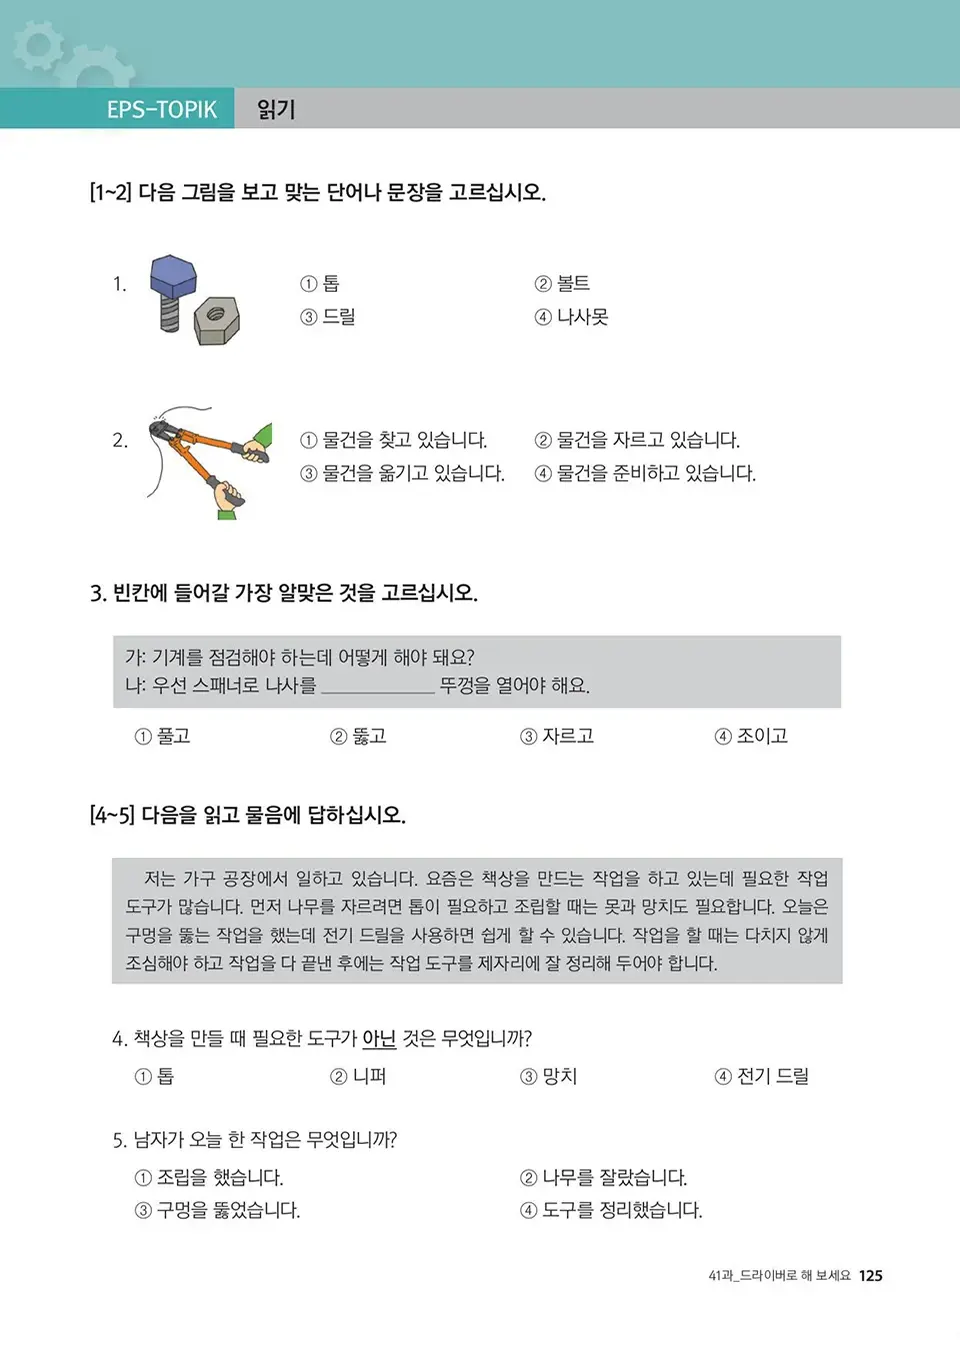 EPS-TOPIK 읽기
[1~2] 다음 그림을 보고 맞는 단어나 문장을 고르십시오.
1. ① 톱 ② 볼트
③ 드릴 ④ 나사못
2. ① 물건을 찾고 있습니다. ② 물건을 자르고 있습니다.
③ 물건을 옮기고 있습니다. ④ 물건을 준비하고 있습니다.
3. 빈칸에 들어갈 가장 알맞은 것을 고르십시오.
가: 기계를 점검해야 하는데 어떻게 해야 돼요?
나: 우선 스패너로 나사를 ____________ 뚜껑을 열어야 해요.
① 풀고 ② 뚫고 ③ 자르고 ④ 조이고
[4~5] 다음을 읽고 물음에 답하십시오.
저는 가구 공장에서 일하고 있습니다. 요즘은 책상을 만드는 작업을 하고 있는데 필요한 작업
도구가 많습니다. 먼저 나무를 자르려면 톱이 필요하고 조립할 때는 못과 망치도 필요합니다. 오늘은
구멍을 뚫는 작업을 했는데 전기 드릴을 사용하면 쉽게 할 수 있습니다. 작업을 할 때는 다치지 않게
조심해야 하고 작업을 다 끝낸 후에는 작업 도구를 제자리에 잘 정리해 두어야 합니다.
4. 책상을 만들 때 필요한 도구가 아닌 것은 무엇입니까?
① 톱 ② 니퍼 ③ 망치 ④ 전기 드릴
5. 남자가 오늘 한 작업은 무엇입니까?
① 조립을 했습니다. ② 나무를 잘랐습니다.
③ 구멍을 뚫었습니다. ④ 도구를 정리했습니다.
41과_드라이버로 해 보세요 125